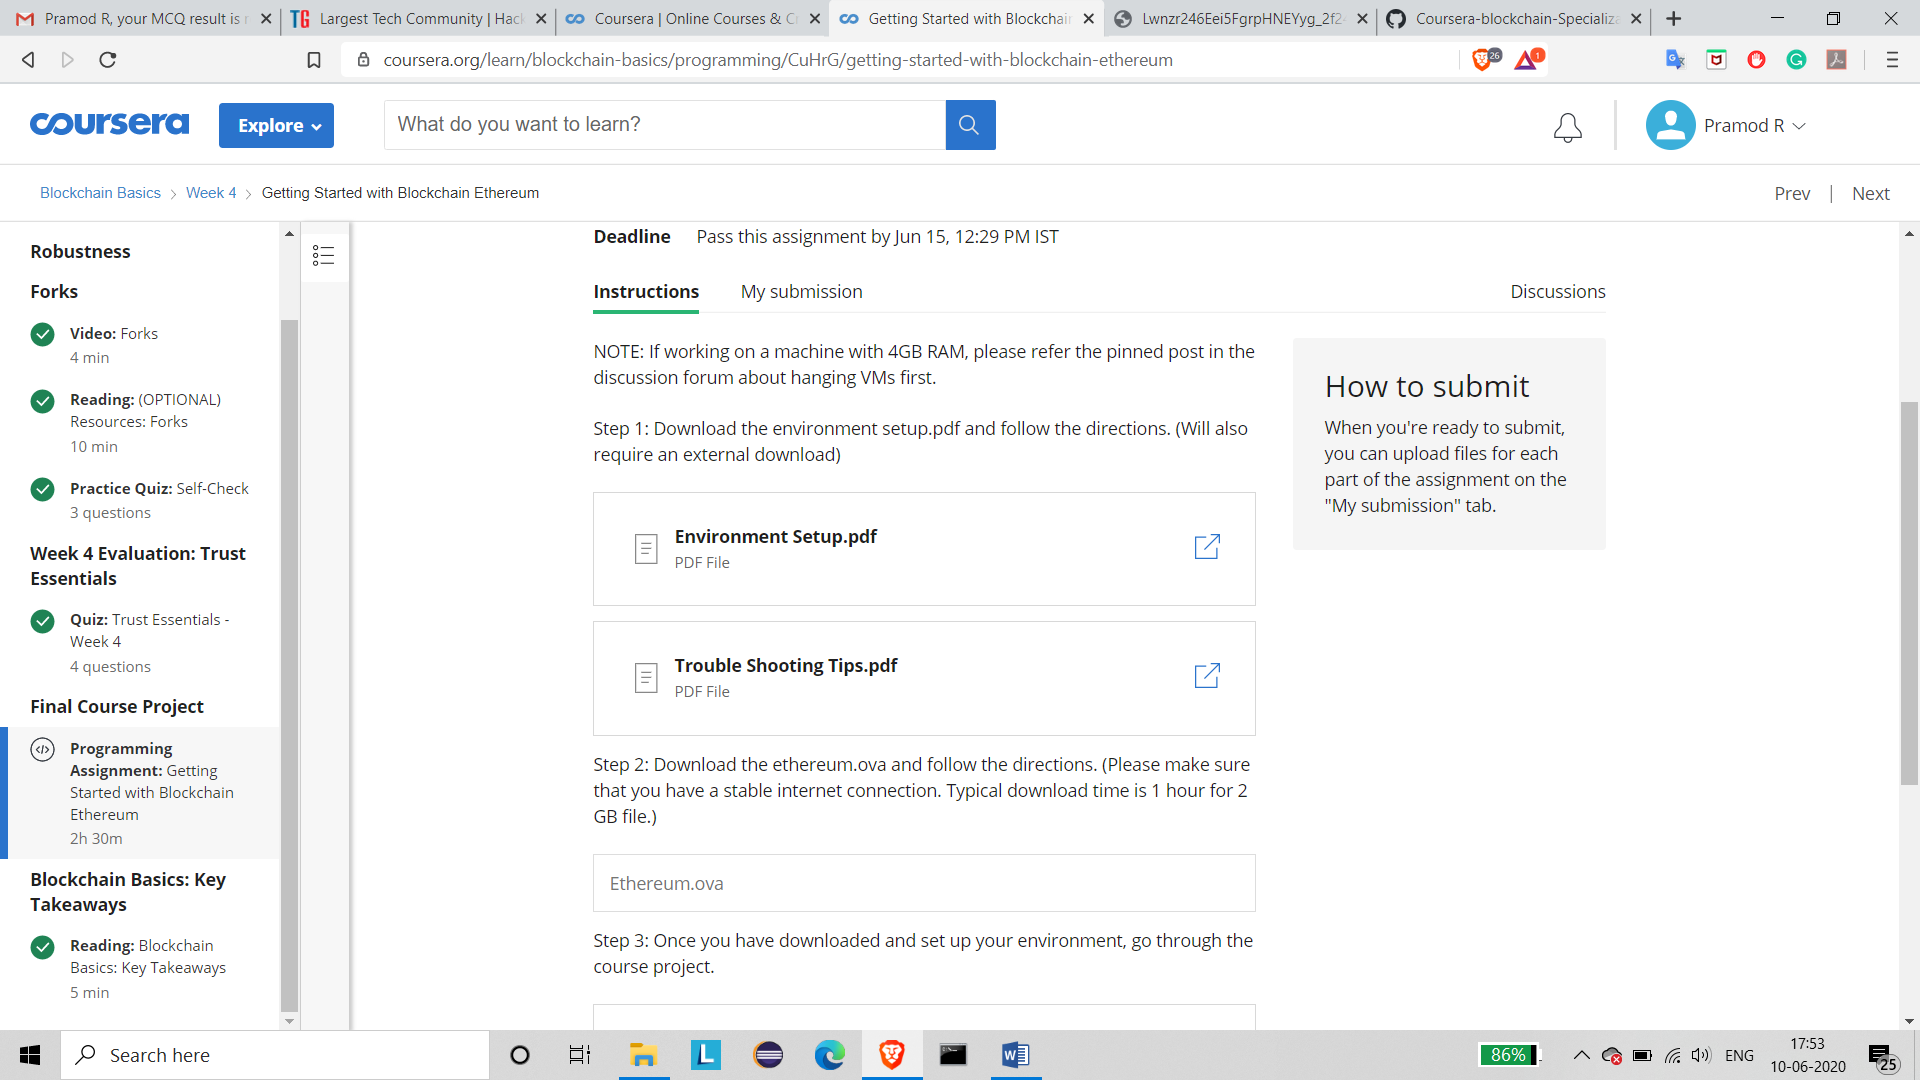 Pramod R, your MCQ result is
Largest Tech Community | Hac
Coursera | Online Courses & C
Getting Started with Blockchain
Lwnzr246Eei5FgrpHNEYyg_2f2
Coursera-blockchain-Specializ
coursera.org/learn/blockchain-basics/programming/CuHrG/getting-started-with-blockchain-ethereum
26
1
coursera
Explore
What do you want to learn?
Pramod R
Blockchain Basics
Week 4
Getting Started with Blockchain Ethereum
Prev | Next
Robustness
Forks
Video: Forks
4 min
Reading: (OPTIONAL)
Resources: Forks
10 min
Practice Quiz: Self-Check
3 questions
Week 4 Evaluation: Trust
Essentials
Quiz: Trust Essentials -
Week 4
4 questions
Final Course Project
Programming
Assignment: Getting
Started with Blockchain
Ethereum
2h 30m
Blockchain Basics: Key
Takeaways
Reading: Blockchain
Basics: Key Takeaways
5 min
Deadline Pass this assignment by Jun 15, 12:29 PM IST
Instructions
My submission
Discussions
NOTE: If working on a machine with 4GB RAM, please refer the pinned post in the
discussion forum about hanging VMs first.
Step 1: Download the environment setup.pdf and follow the directions. (Will also
require an external download)
Environment Setup.pdf
PDF File
Trouble Shooting Tips.pdf
PDF File
Step 2: Download the ethereum.ova and follow the directions. (Please make sure
that you have a stable internet connection. Typical download time is 1 hour for 2
GB file.)
Ethereum.ova
Step 3: Once you have downloaded and set up your environment, go through the
course project.
How to submit
When you're ready to submit,
you can upload files for each
part of the assignment on the
"My submission" tab.
Search here
86%
ENG
17:53
10-06-2020
25